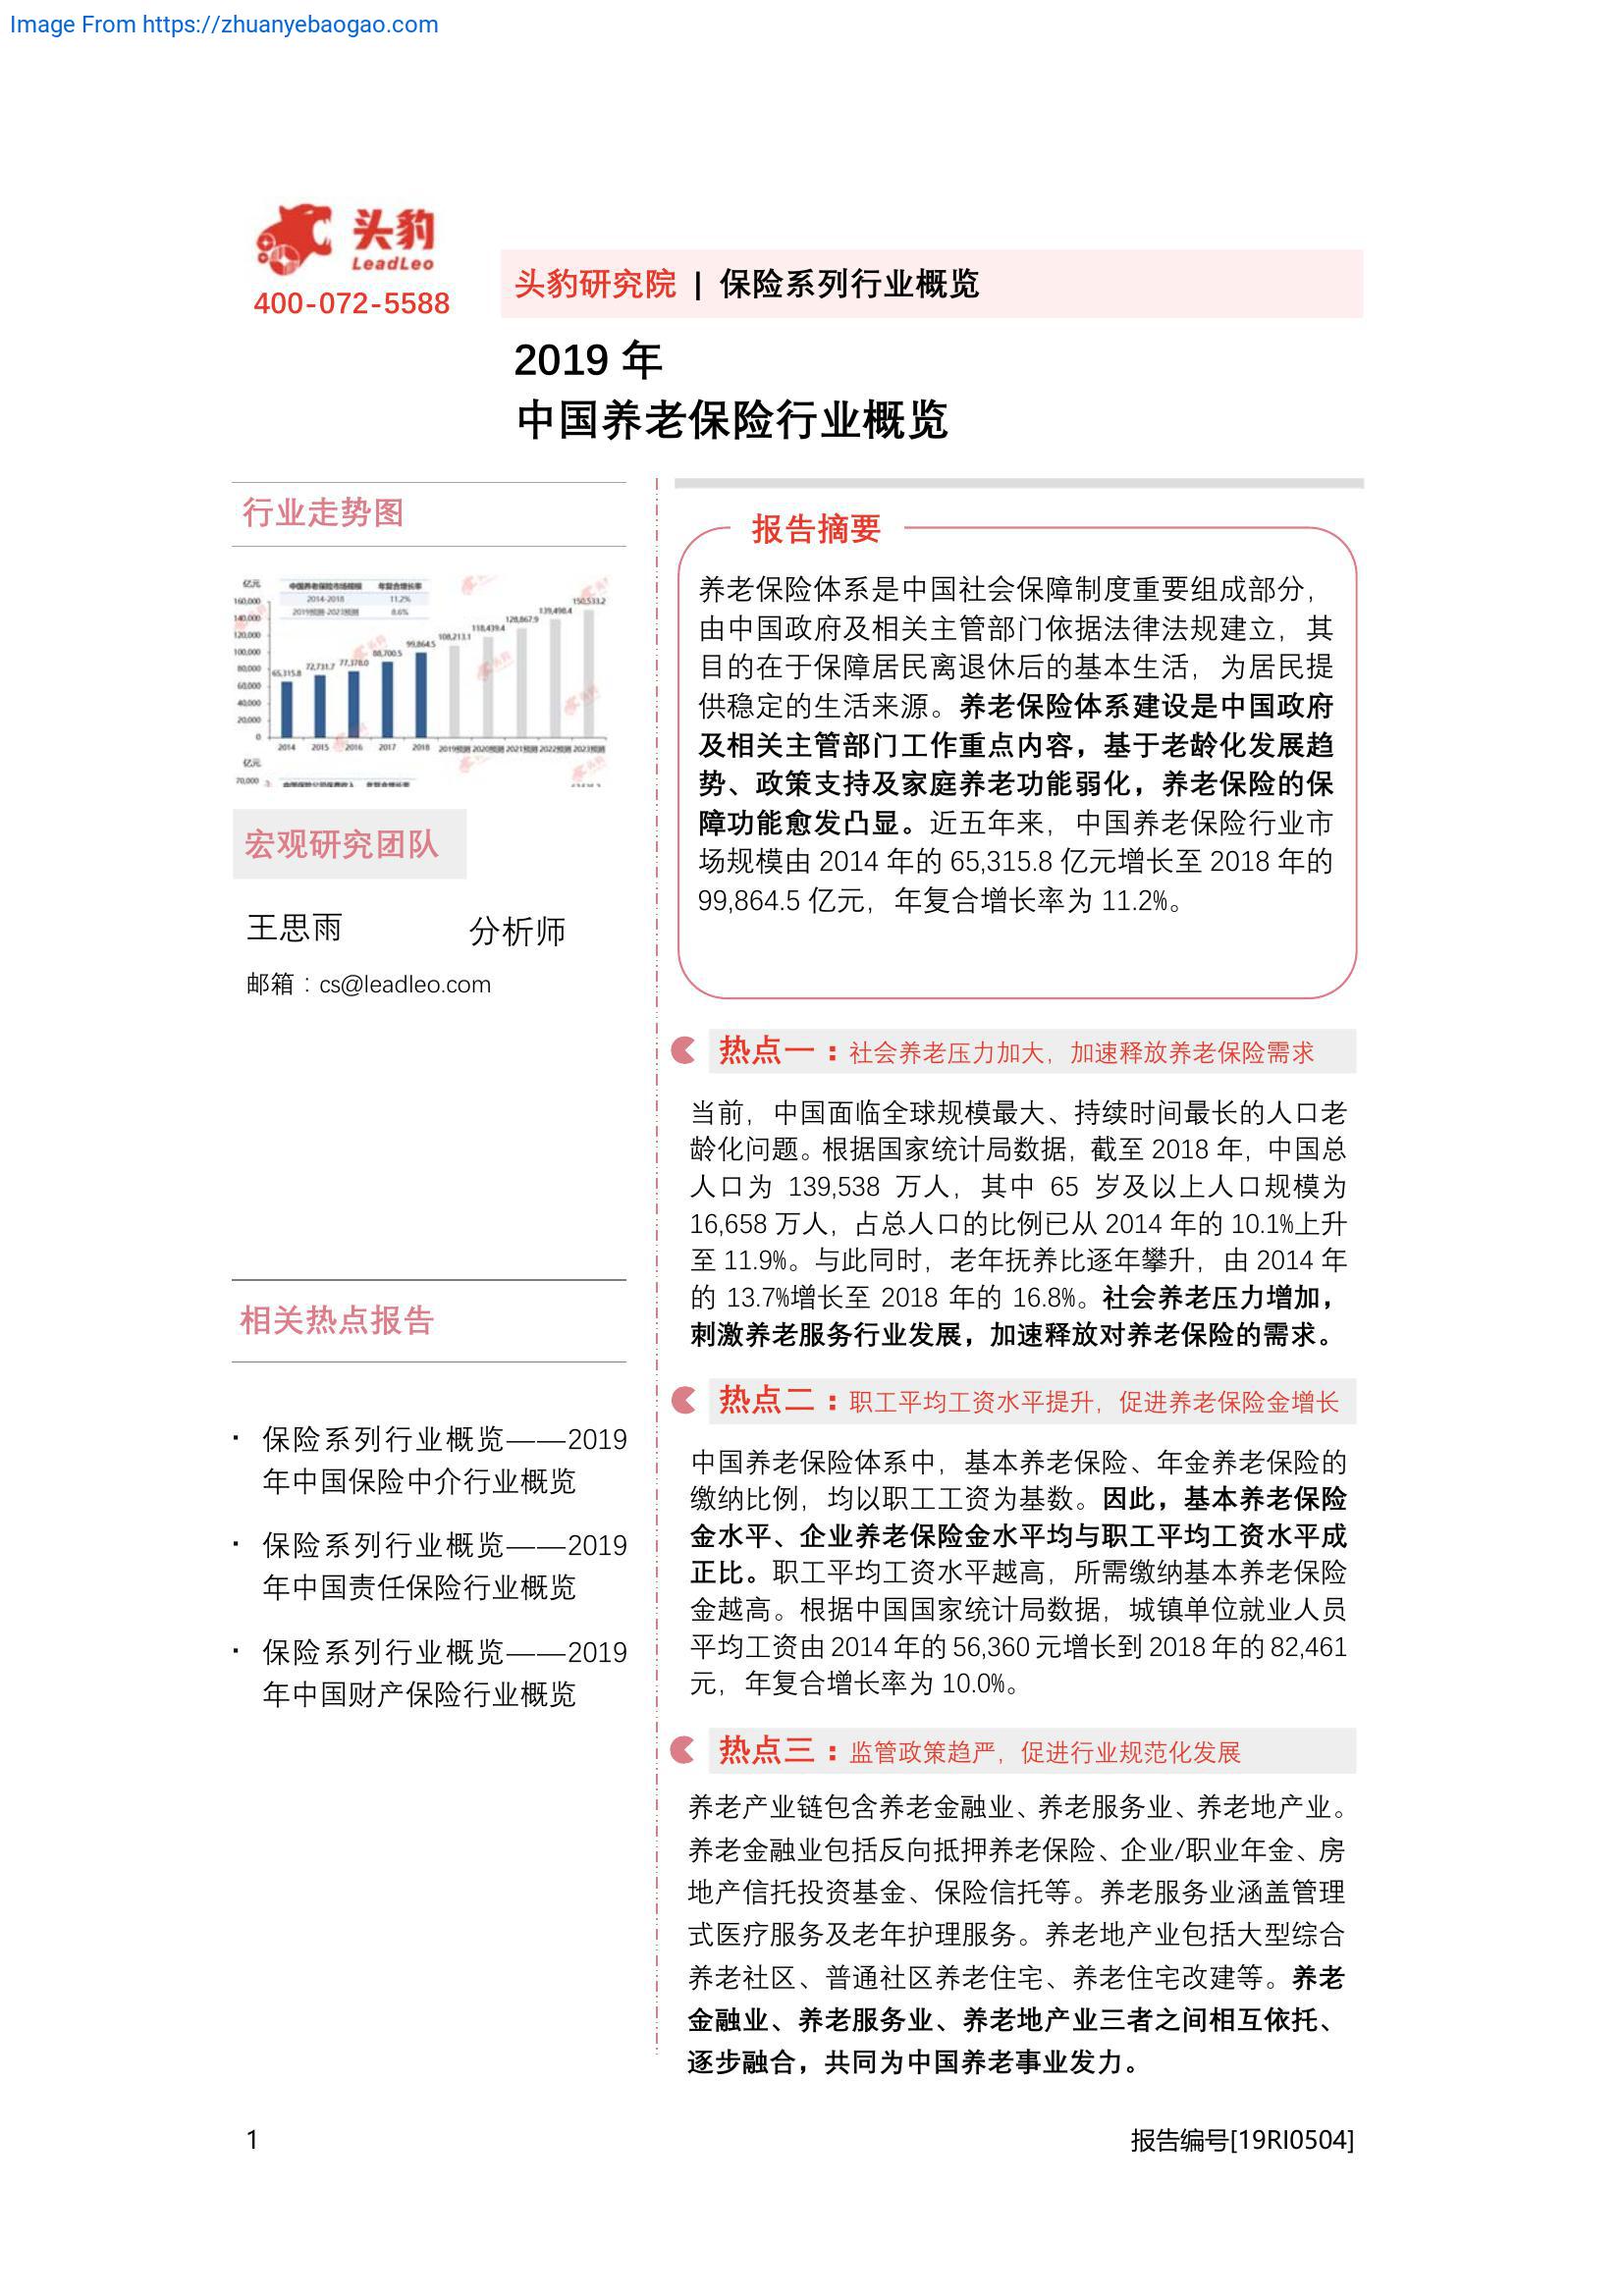 Image From https://zhuanyebaogao.com
头豹
LeadLeo
400-072-5588
头豹研究院 | 保险系列行业概览
2019 年
中国养老保险行业概览
行业走势图
亿元
中国养老保险市场规模 年复合增长率
2014-2018 11.2%
2019预测-2023预测 8.6%
160,000
140,000
120,000
100,000
80,000
60,000
40,000
20,000
0
65,315.8
72,731.7
77,378.0
88,700.5
99,864.5
108,213.1
118,439.4
128,867.9
139,498.4
150,533.2
2014 2015 2016 2017 2018 2019预测 2020预测 2021预测 2022预测 2023预测
亿元
70,000
宏观研究团队
王思雨 分析师
邮箱：cs@leadleo.com
相关热点报告
· 保险系列行业概览——2019
年中国保险中介行业概览
· 保险系列行业概览——2019
年中国责任保险行业概览
· 保险系列行业概览——2019
年中国财产保险行业概览
报告摘要
养老保险体系是中国社会保障制度重要组成部分，
由中国政府及相关主管部门依据法律法规建立，其
目的在于保障居民离退休后的基本生活，为居民提
供稳定的生活来源。养老保险体系建设是中国政府
及相关主管部门工作重点内容，基于老龄化发展趋
势、政策支持及家庭养老功能弱化，养老保险的保
障功能愈发凸显。近五年来，中国养老保险行业市
场规模由 2014 年的 65,315.8 亿元增长至 2018 年的
99,864.5 亿元，年复合增长率为 11.2%。
热点一：社会养老压力加大，加速释放养老保险需求
当前，中国面临全球规模最大、持续时间最长的人口老
龄化问题。根据国家统计局数据，截至 2018 年，中国总
人口为 139,538 万人，其中 65 岁及以上人口规模为
16,658 万人，占总人口的比例已从 2014 年的 10.1%上升
至 11.9%。与此同时，老年抚养比逐年攀升，由 2014 年
的 13.7%增长至 2018 年的 16.8%。社会养老压力增加，
刺激养老服务行业发展，加速释放对养老保险的需求。
热点二：职工平均工资水平提升，促进养老保险金增长
中国养老保险体系中，基本养老保险、年金养老保险的
缴纳比例，均以职工工资为基数。因此，基本养老保险
金水平、企业养老保险金水平均与职工平均工资水平成
正比。职工平均工资水平越高，所需缴纳基本养老保险
金越高。根据中国国家统计局数据，城镇单位就业人员
平均工资由 2014 年的 56,360 元增长到 2018 年的 82,461
元，年复合增长率为 10.0%。
热点三：监管政策趋严，促进行业规范化发展
养老产业链包含养老金融业、养老服务业、养老地产业。
养老金融业包括反向抵押养老保险、企业/职业年金、房
地产信托投资基金、保险信托等。养老服务业涵盖管理
式医疗服务及老年护理服务。养老地产业包括大型综合
养老社区、普通社区养老住宅、养老住宅改建等。养老
金融业、养老服务业、养老地产业三者之间相互依托、
逐步融合，共同为中国养老事业发力。
1
报告编号[19RI0504]